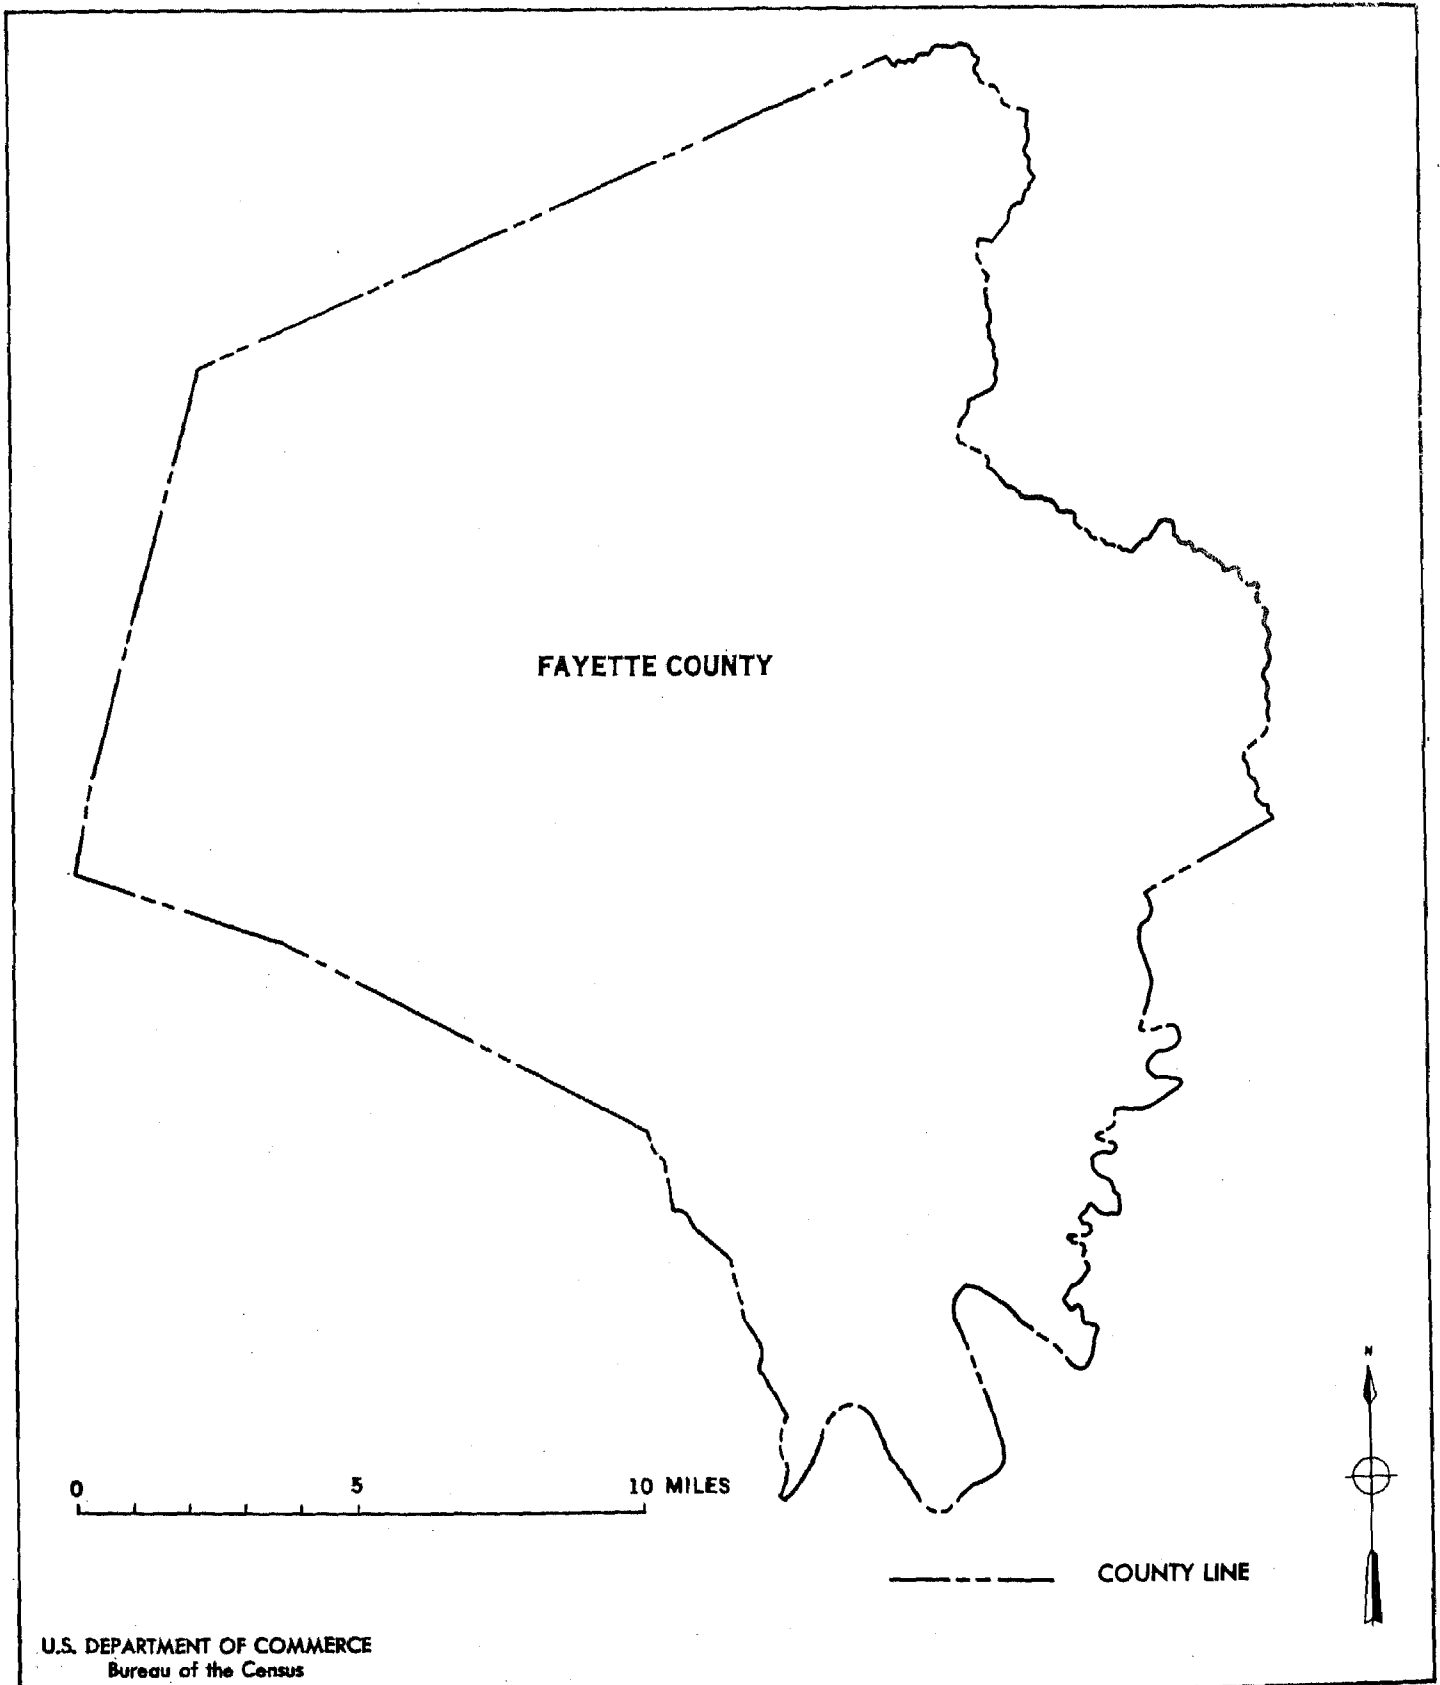 FAYETTE COUNTY
N
0 5 10 MILES
COUNTY LINE
U.S. DEPARTMENT OF COMMERCE
Bureau of the Census